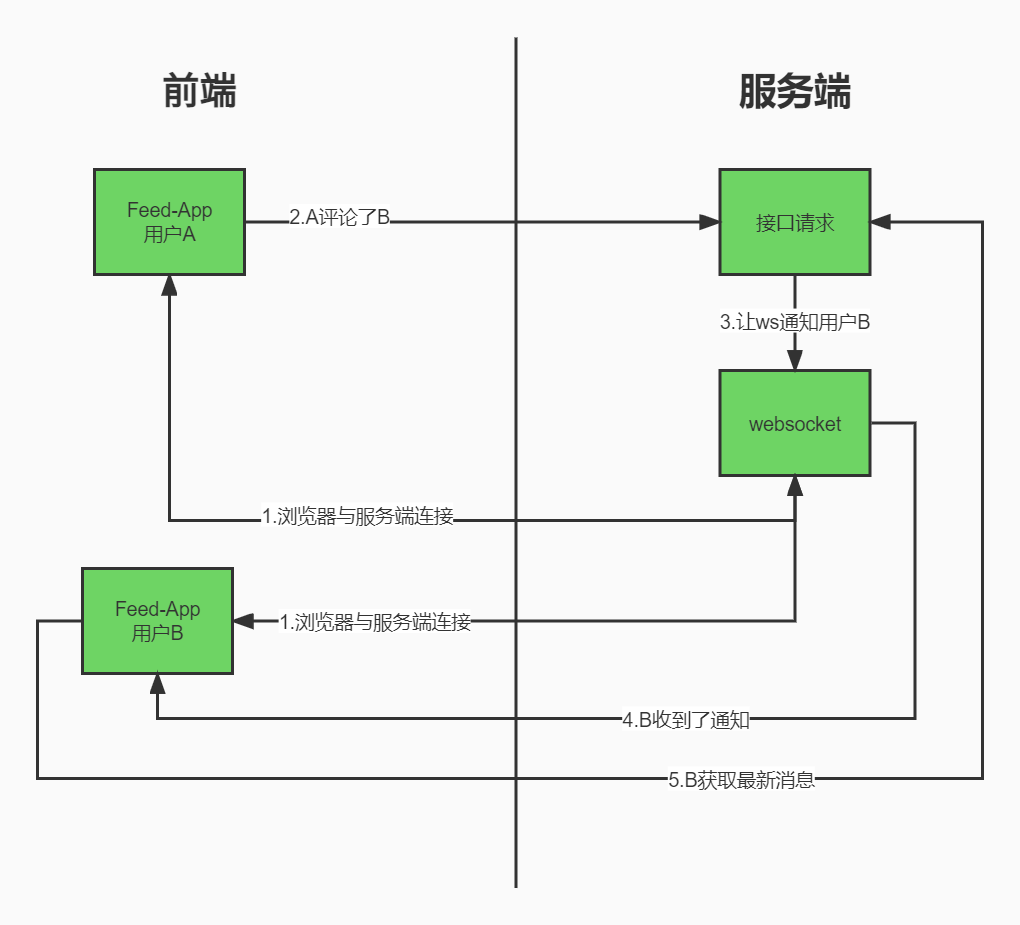 前端
服务端
Feed-App
用户A
2.A评论了B
接口请求
3.让ws通知用户B
websocket
1.浏览器与服务端连接
Feed-App
用户B
1.浏览器与服务端连接
4.B收到了通知
5.B获取最新消息